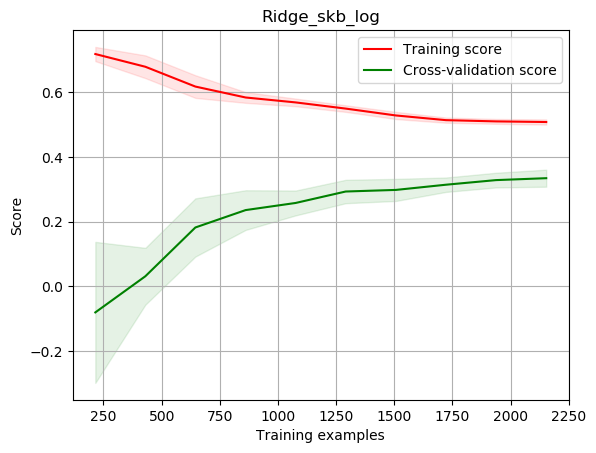 Ridge_skb_log
Training score
Cross-validation score
0.6
0.4
0.2
0.0
−0.2
Score
250
500
750
1000
1250
1500
1750
2000
2250
Training examples